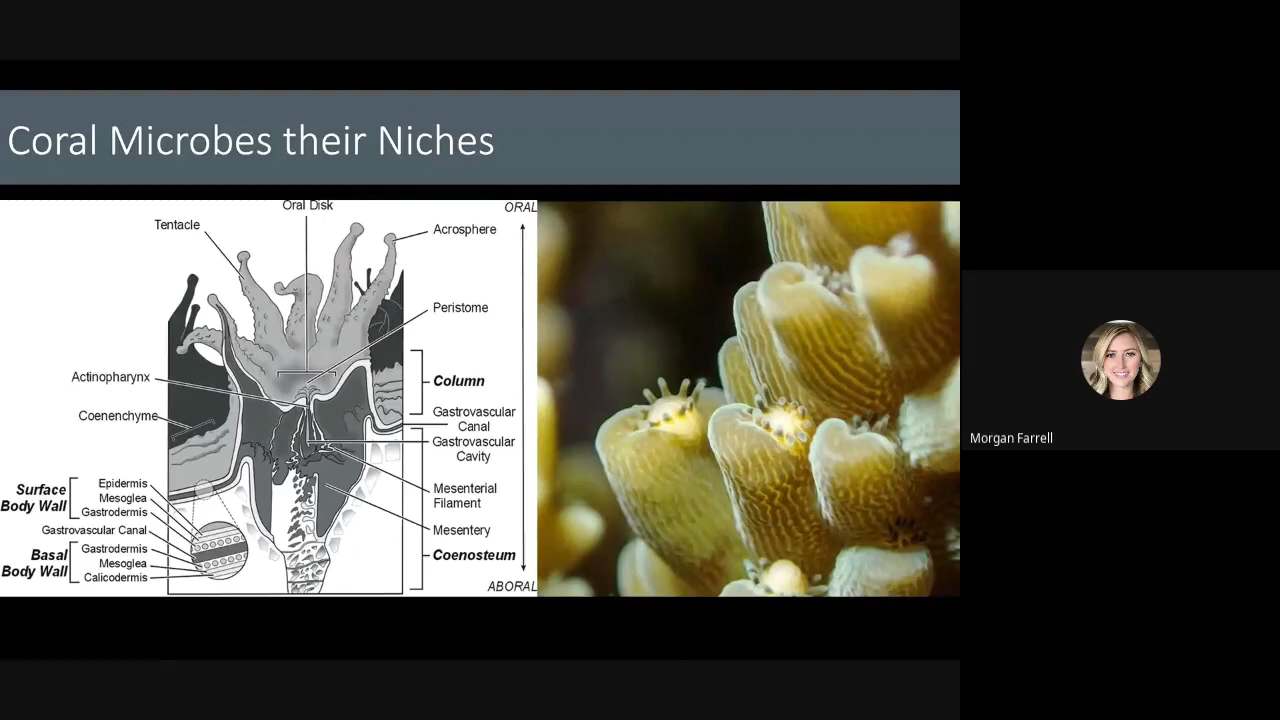 Coral Microbes their Niches
Oral Disk
ORAL
Tentacle
Acrosphere
Peristome
Actinopharynx
Column
Coenenchyme
Gastrovascular
Canal
Gastrovascular
Cavity
Mesenterial
Filament
Mesentery
Coenosteum
ABORAL
Surface
Body Wall
Epidermis
Mesoglea
Gastrodermis
Gastrovascular Canal
Basal
Body Wall
Gastrodermis
Mesoglea
Calicodermis
Morgan Farrell